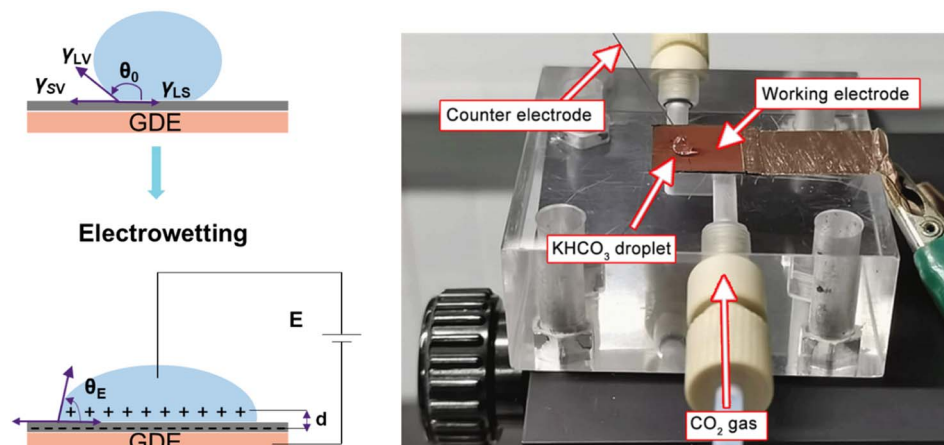 γLV
θ0
γSV
γLS
GDE
Electrowetting
E
θE
+ + + + + + + + + +
d
GDE
Counter electrode
Working electrode
KHCO3 droplet
CO2 gas